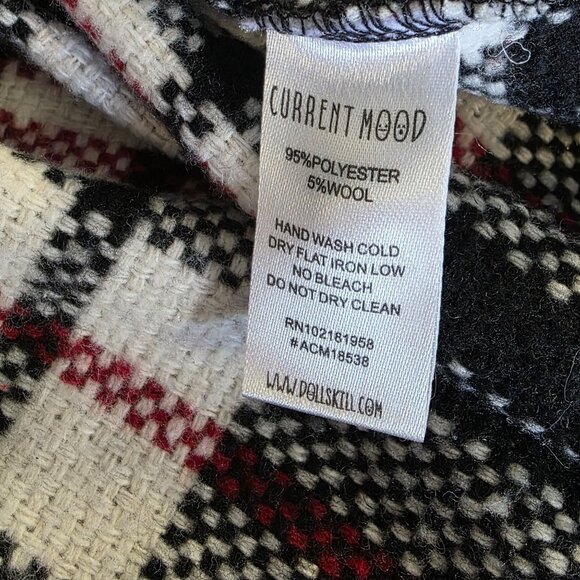 CURRENT MOOD
95%POLYESTER
5%WOOL
HAND WASH COLD
DRY FLAT IRON LOW
NO BLEACH
DO NOT DRY CLEAN
RN102181958
#ACM18538
WWW.DOLLSKILL.COM